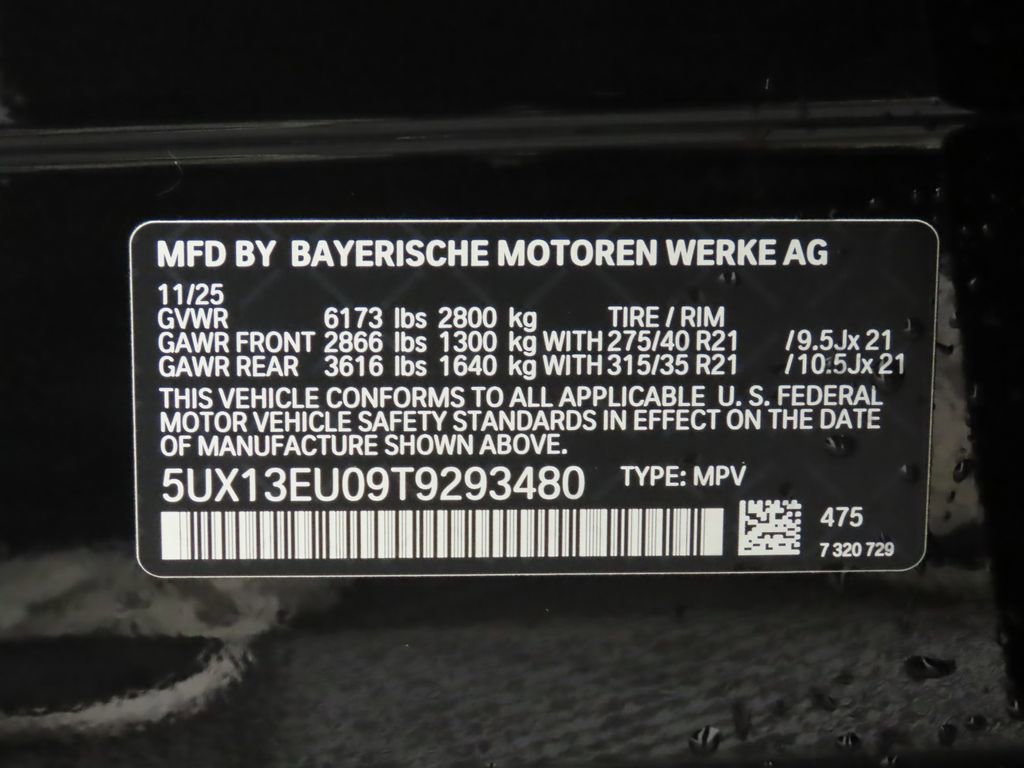 MFD BY BAYERISCHE MOTOREN WERKE AG
11/25
GVWR 6173 lbs 2800 kg TIRE / RIM
GAWR FRONT 2866 lbs 1300 kg WITH 275/40 R21 / 9.5Jx 21
GAWR REAR 3616 lbs 1640 kg WITH 315/35 R21 / 10.5Jx 21
THIS VEHICLE CONFORMS TO ALL APPLICABLE U. S. FEDERAL
MOTOR VEHICLE SAFETY STANDARDS IN EFFECT ON THE DATE
OF MANUFACTURE SHOWN ABOVE.
5UX13EU09T9293480 TYPE: MPV
475
7 320 729